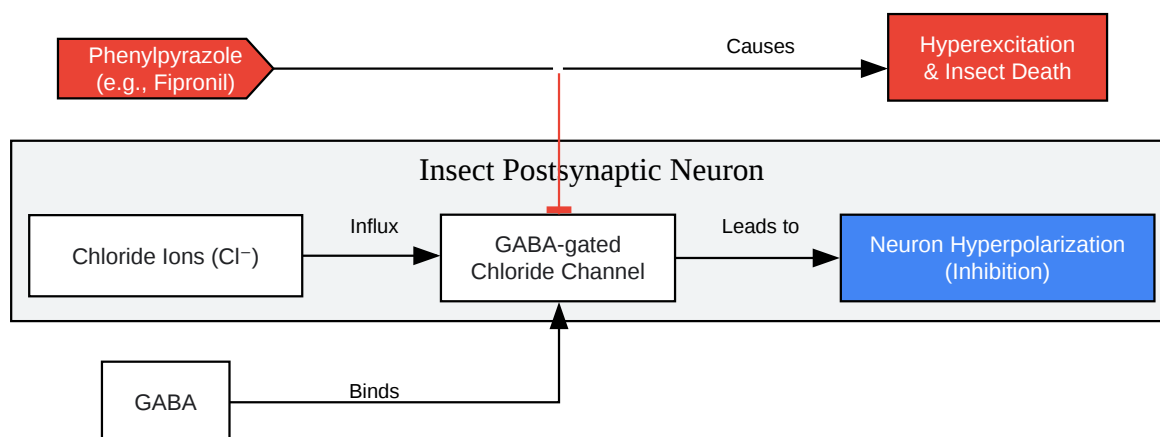 Phenylpyrazole
(e.g., Fipronil)
Causes
Hyperexcitation
& Insect Death
Insect Postsynaptic Neuron
Chloride Ions (Cl⁻)
Influx
GABA-gated
Chloride Channel
Leads to
Neuron Hyperpolarization
(Inhibition)
GABA
Binds